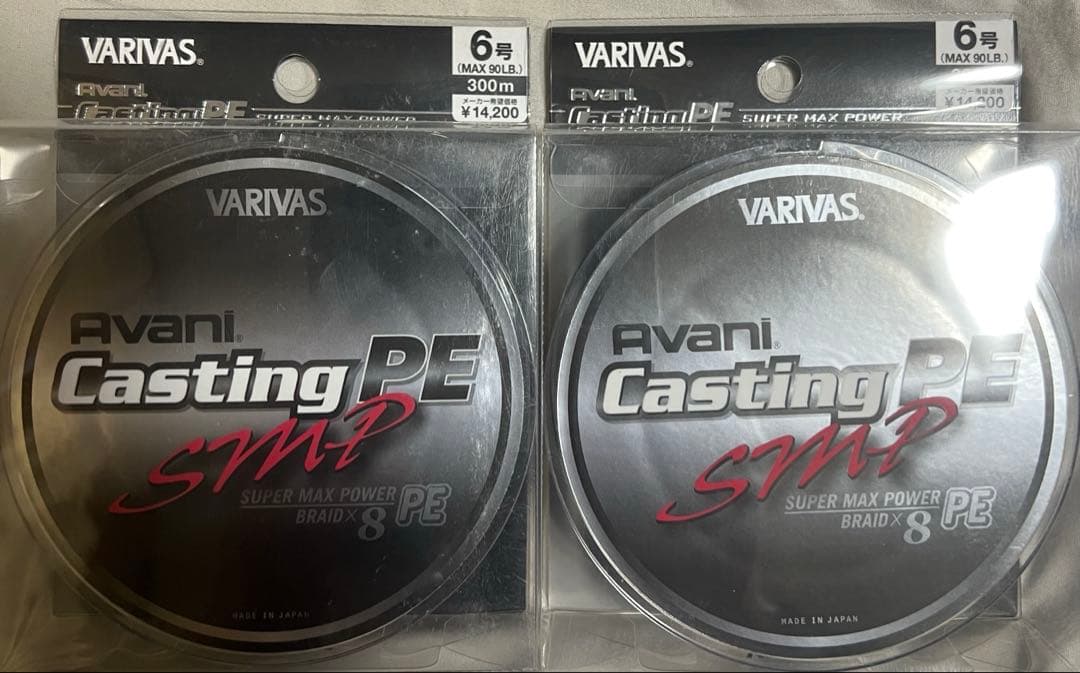 VARIVAS®
6号
(MAX 90LB.)
300m
メーカー希望価格
¥14,200
Avani
Casting PE SUPER MAX POWER
VARIVAS®
Avani®
Casting PE
SMP
SUPER MAX POWER
BRAID×8 PE
MADE IN JAPAN
VARIVAS®
6号
(MAX 90LB.)
メーカー希望価格
¥14,200
Avani
Casting PE SUPER MAX POWER
VARIVAS®
Avani®
Casting PE
SMP
SUPER MAX POWER
BRAID×8 PE
MADE IN JAPAN